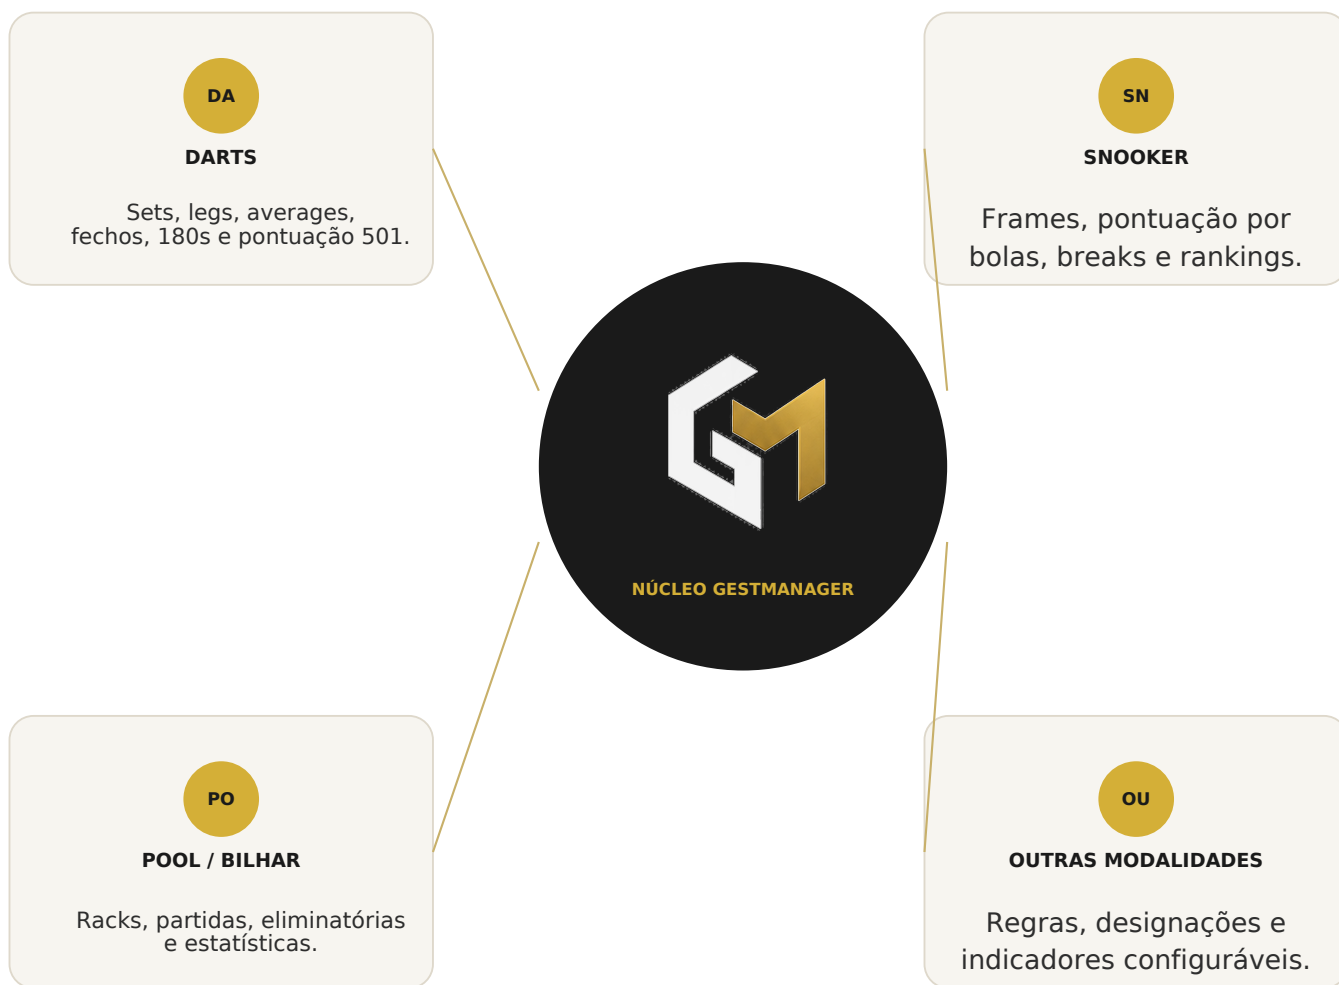 DA
DARTS
Sets, legs, averages,
fechos, 180s e pontuação 501.
SN
SNOOKER
Frames, pontuação por
bolas, breaks e rankings.
GM
NÚCLEO GESTMANAGER
PO
POOL / BILHAR
Racks, partidas, eliminatórias
e estatísticas.
OU
OUTRAS MODALIDADES
Regras, designações e
indicadores configuráveis.